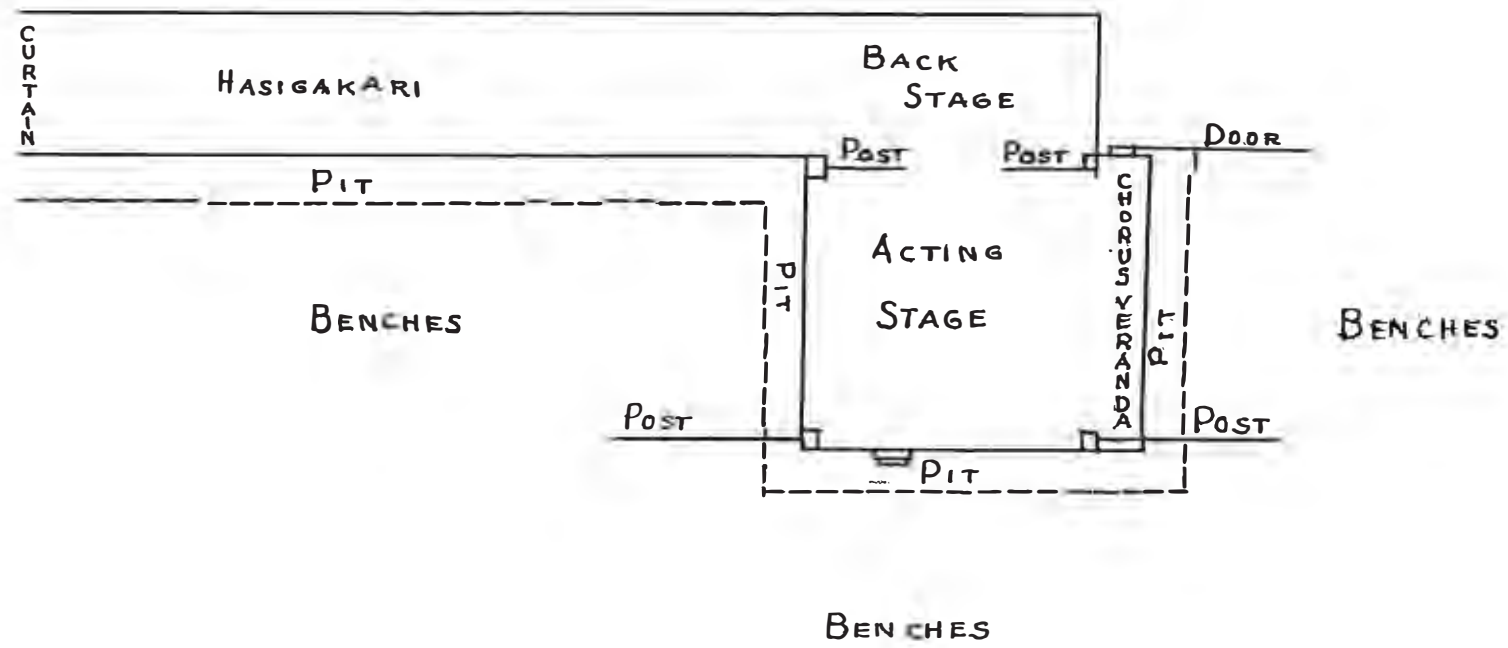 CURTAIN
HASIGAKARI
BACK
STAGE
POST
POST
DOOR
PIT
PIT
ACTING
STAGE
CHORUS VERANDA
PIT
BENCHES
BENCHES
POST
POST
PIT
BENCHES